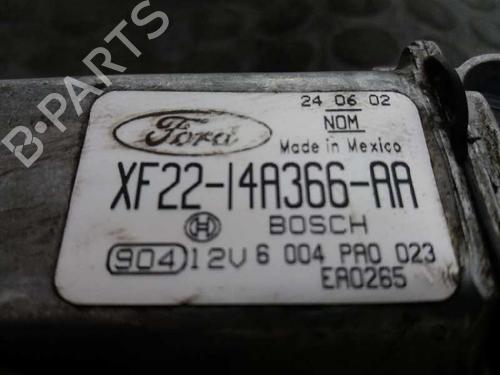 24 06 02
NOM
Ford
Made in Mexico
XF22-14A366-AA
BOSCH
904 12V 6 004 PA0 023
EA0265
B-PARTS